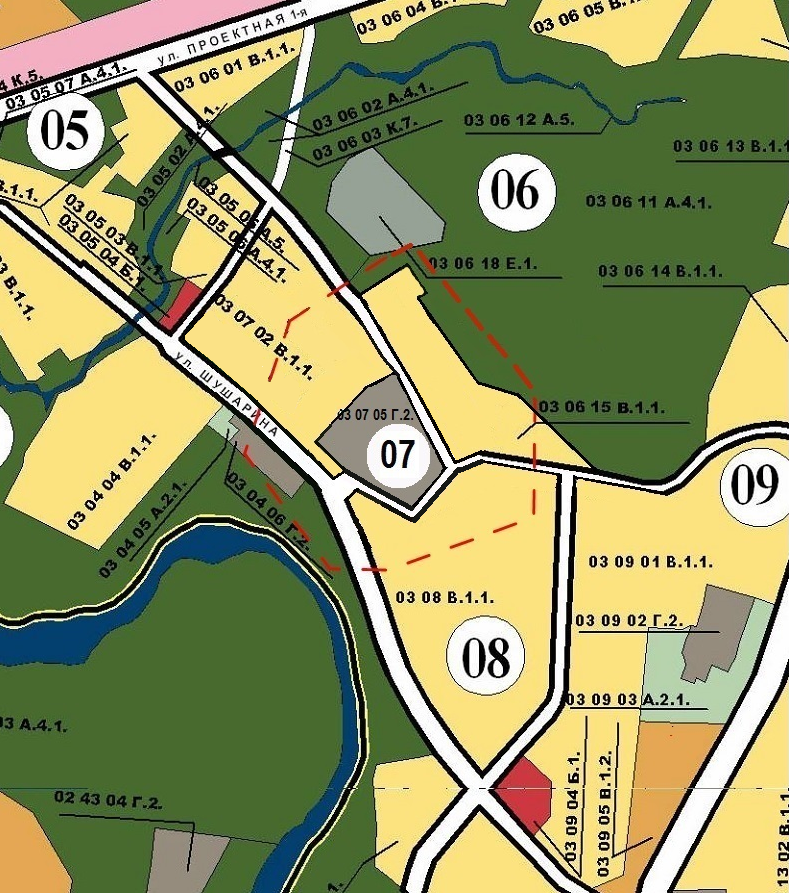 03 06 04 В.1.
03 06 05 В.1.
ул. ПРОЕКТНАЯ 1-я
4 К.5.
03 05 07 А.4.1.
03 06 01 В.1.1.
03 06 02 А.4.1.
03 06 03 К.7.
03 06 12 А.5.
03 06 13 В.1.1
05
03 05 02 А.4.1.
06
03 06 11 А.4.1.
В.1.1.
03 05 03 В.1.1.
03 05 04 Б.1.
03 05 05 А.5.
03 05 06 А.4.1.
03 06 18 Е.1.
03 06 14 В.1.1.
03 В.1.1.
03 07 02 В.1.1.
ул. ШУШАРИНА
03 07 05 Г.2.
07
03 06 15 В.1.1.
03 04 04 В.1.1.
03 04 05 А.2.1.
03 04 06 Г.2.
09
03 08 В.1.1.
03 09 01 В.1.1.
03 09 02 Г.2.
08
03 09 03 А.2.1.
03 А.4.1.
02 43 04 Г.2.
03 09 04 Б.1.
03 09 05 В.1.2.
13 02 В.1.1
1.